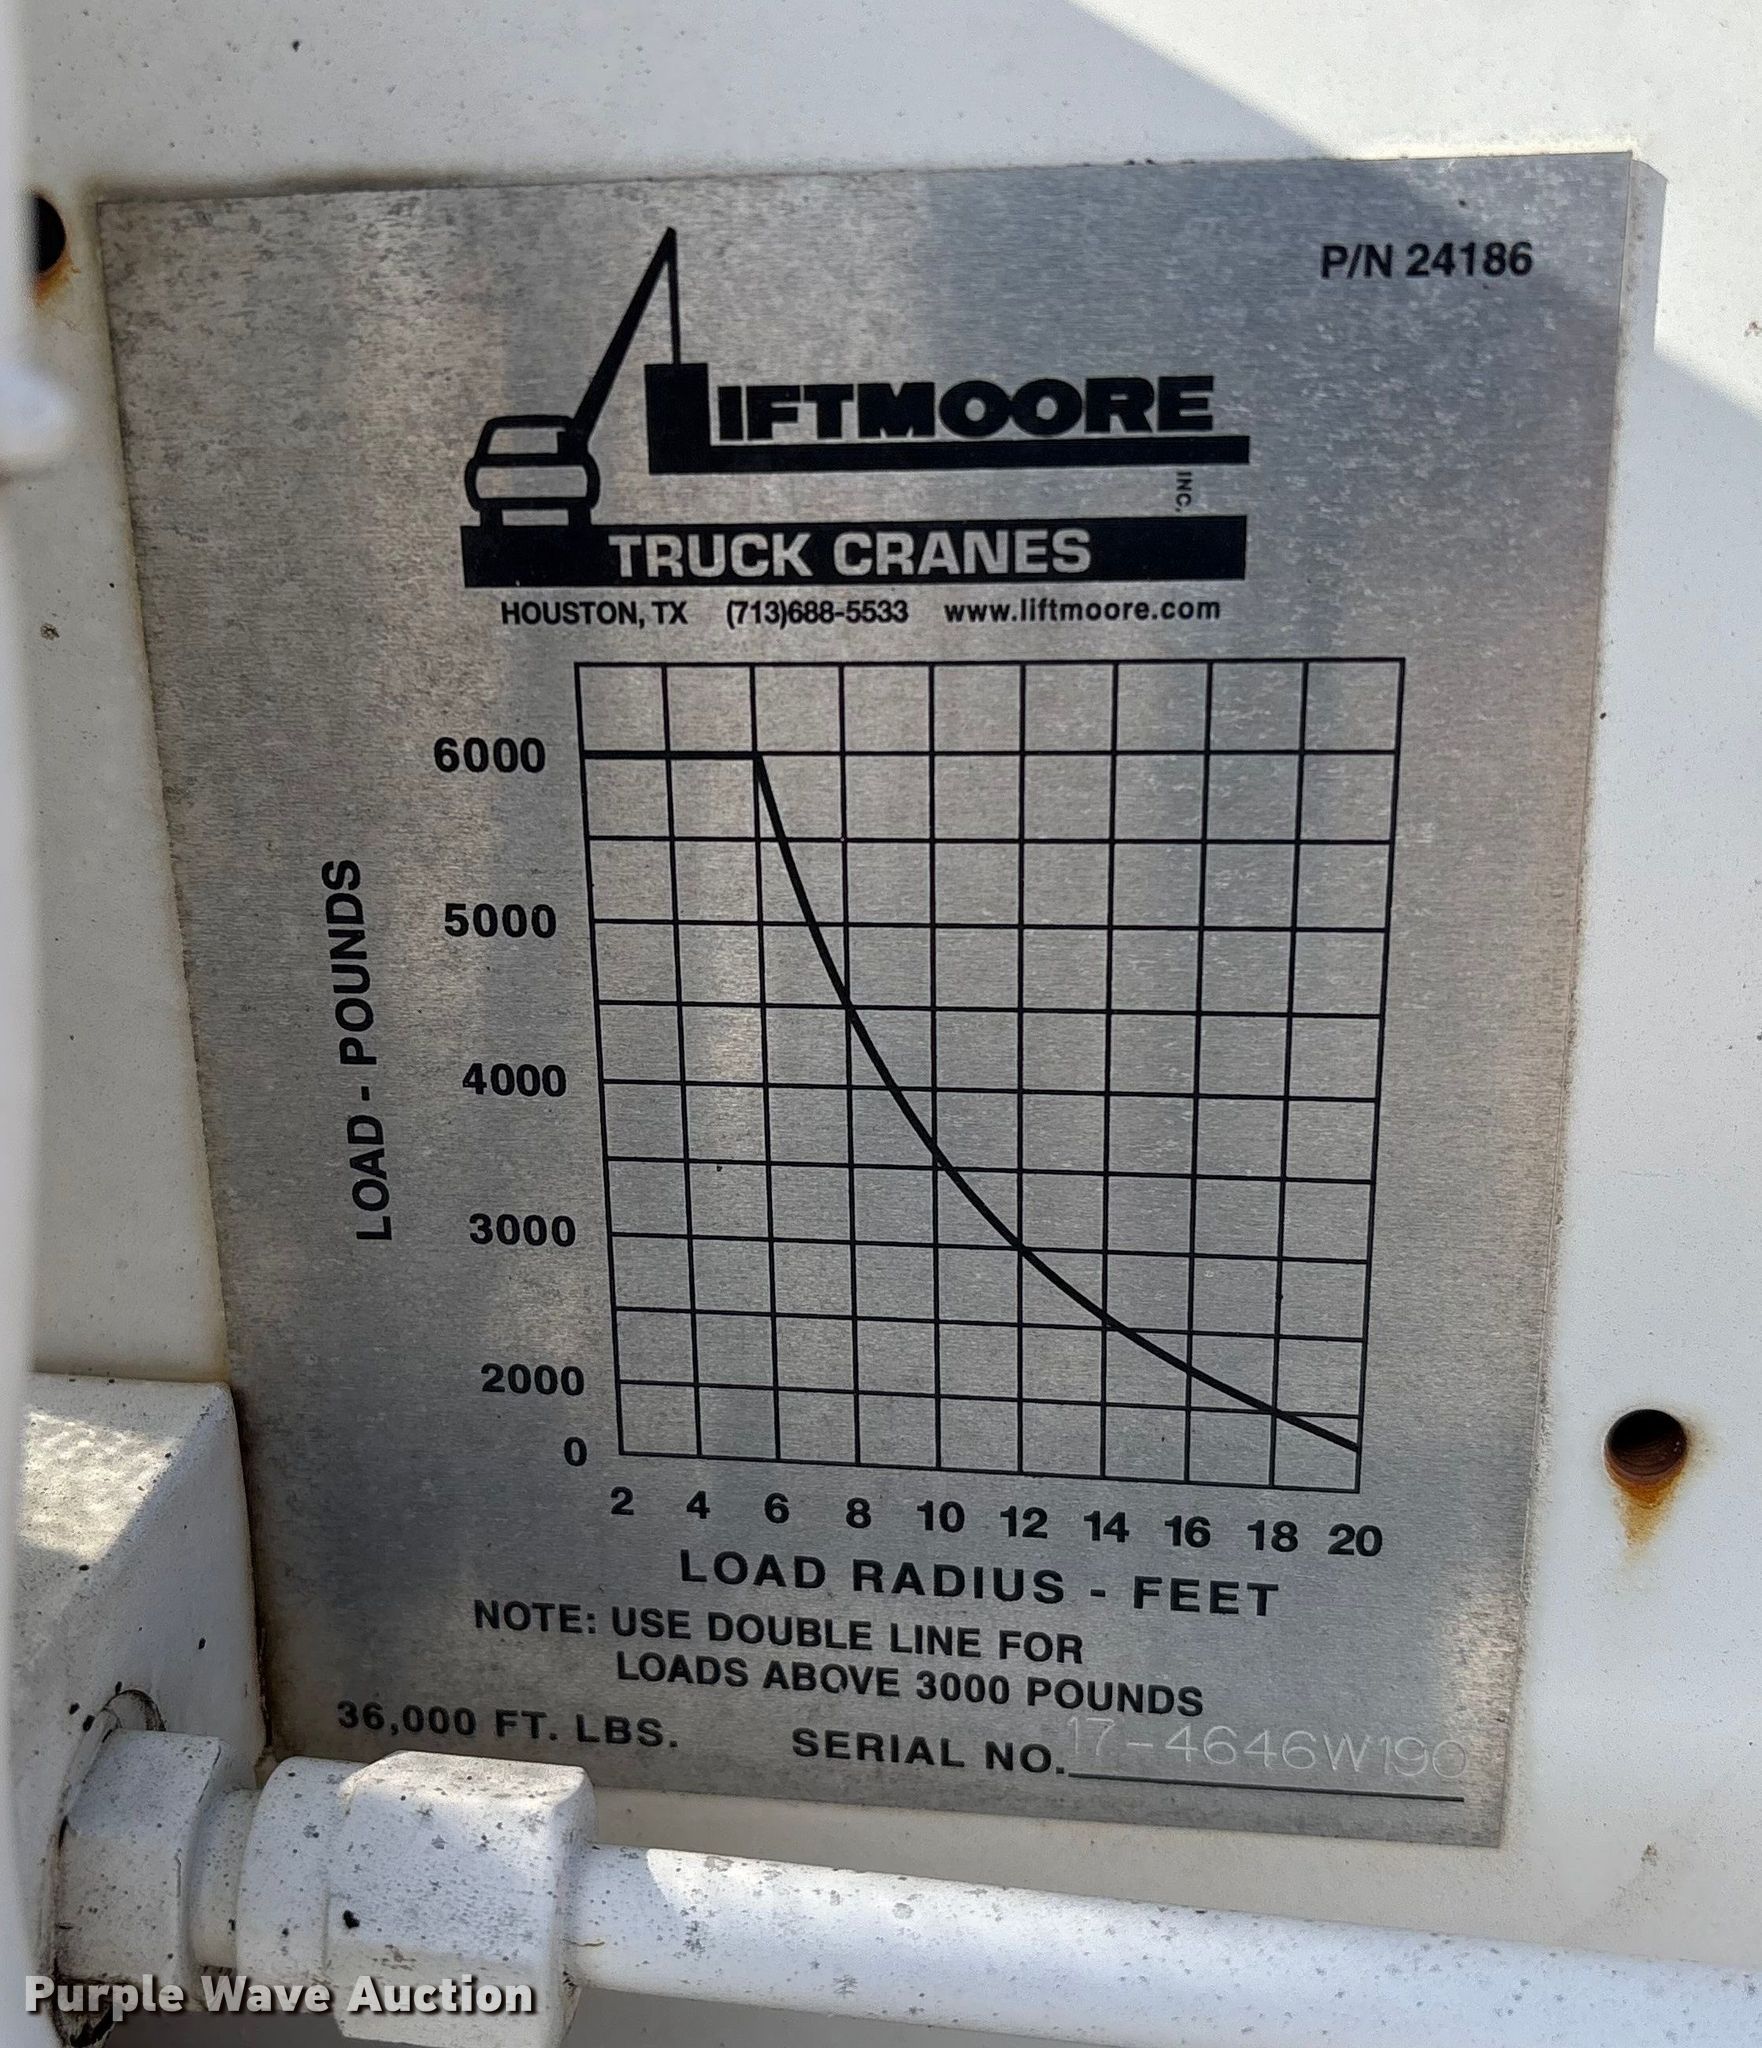 P/N 24186
LIFTMOORE
INC.
TRUCK CRANES
HOUSTON, TX (713)688-5533 www.liftmoore.com
6000
5000
4000
3000
2000
0
LOAD - POUNDS
2 4 6 8 10 12 14 16 18 20
LOAD RADIUS - FEET
NOTE: USE DOUBLE LINE FOR
LOADS ABOVE 3000 POUNDS
36,000 FT. LBS. SERIAL NO. 17-4646W190
Purple Wave Auction